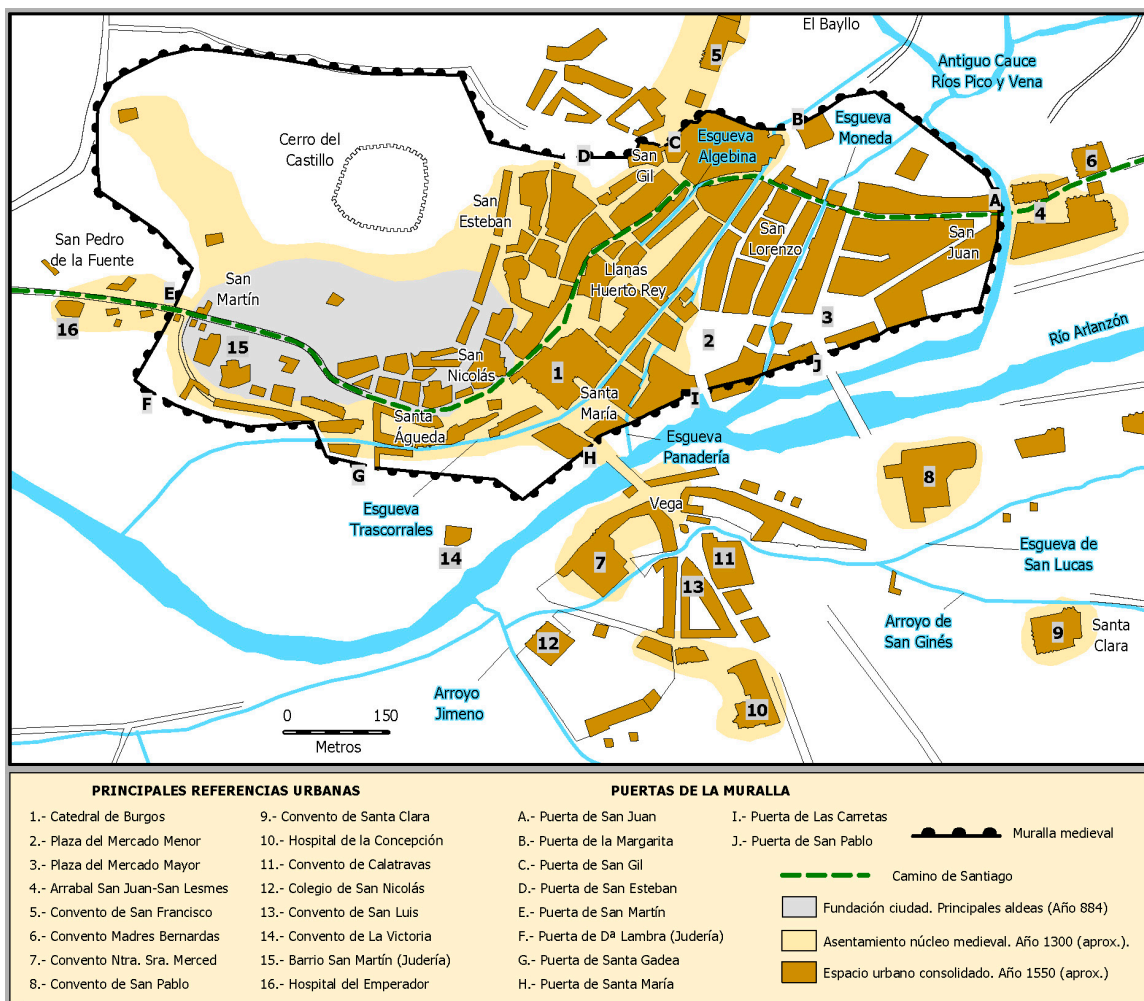 El Bayllo
5
Antiguo Cauce
Ríos Pico y Vena
B
Esgueva
Moneda
Cerro del
Castillo
D
C
Esgueva
Algebina
San
Gil
6
A
4
San
Esteban
San
Lorenzo
San
Juan
San Pedro
de la Fuente
San
Martín
E
16
15
Llanas
Huerto Rey
3
2
Río Arlanzón
San
Nicolás
1
J
Santa
María
I
F
Santa
Águeda
Esgueva
Panadería
H
G
Esgueva
Trascorrales
Vega
8
14
7
11
13
Esgueva de
San Lucas
Arroyo de
San Ginés
9
Santa
Clara
12
Arroyo
Jimeno
10
0 150
Metros
PRINCIPALES REFERENCIAS URBANAS
1.- Catedral de Burgos
2.- Plaza del Mercado Menor
3.- Plaza del Mercado Mayor
4.- Arrabal San Juan-San Lesmes
5.- Convento de San Francisco
6.- Convento Madres Bernardas
7.- Convento Ntra. Sra. Merced
8.- Convento de San Pablo
9.- Convento de Santa Clara
10.- Hospital de la Concepción
11.- Convento de Calatravas
12.- Colegio de San Nicolás
13.- Convento de San Luis
14.- Convento de La Victoria
15.- Barrio San Martín (Judería)
16.- Hospital del Emperador
PUERTAS DE LA MURALLA
A.- Puerta de San Juan
B.- Puerta de la Margarita
C.- Puerta de San Gil
D.- Puerta de San Esteban
E.- Puerta de San Martín
F.- Puerta de Dª Lambra (Judería)
G.- Puerta de Santa Gadea
H.- Puerta de Santa María
I.- Puerta de Las Carretas
J.- Puerta de San Pablo
Muralla medieval
Camino de Santiago
Fundación ciudad. Principales aldeas (Año 884)
Asentamiento núcleo medieval. Año 1300 (aprox.).
Espacio urbano consolidado. Año 1550 (aprox.)